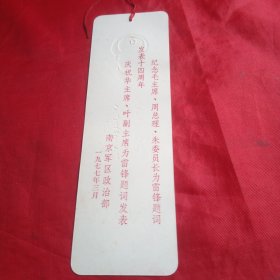 纪念毛主席、周总理、朱委员长为雷锋题词
发表十四周年
庆祝华主席、叶副主席为雷锋题词发表
南京军区政治部
一九七七年三月